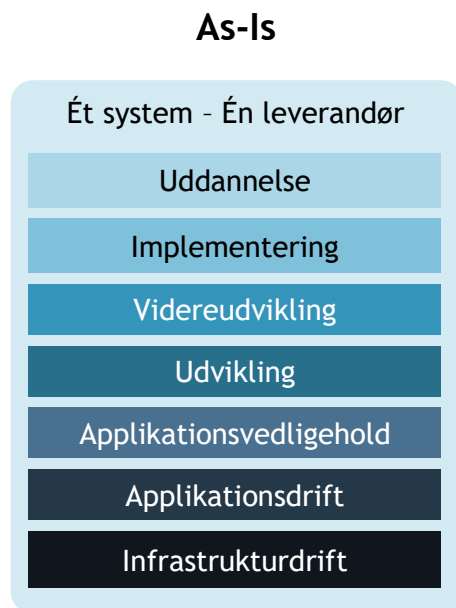 As-Is
Ét system – Én leverandør
Uddannelse
Implementering
Videreudvikling
Udvikling
Applikationsvedligehold
Applikationsdrift
Infrastrukturdrift